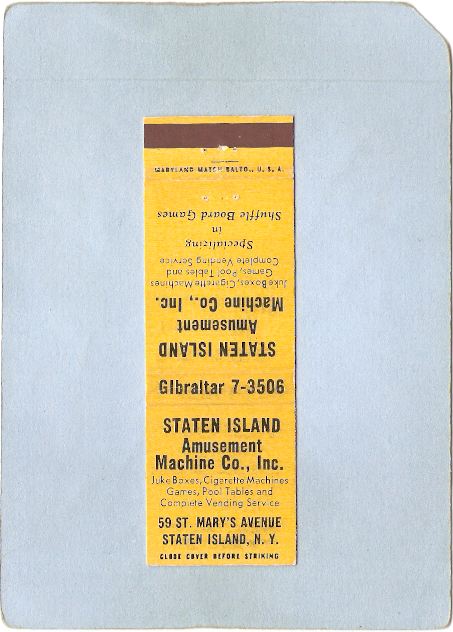 MARYLAND MATCH BALTO., U. S. A.
STATEN ISLAND
Amusement
Machine Co., Inc.
Juke Boxes, Cigarette Machines
Games, Pool Tables and
Complete Vending Service
Specializing
in
Shuffle Board Games
GIbraltar 7-3506
STATEN ISLAND
Amusement
Machine Co., Inc.
Juke Boxes, Cigarette Machines
Games, Pool Tables and
Complete Vending Service
59 ST. MARY'S AVENUE
STATEN ISLAND, N. Y.
CLOSE COVER BEFORE STRIKING